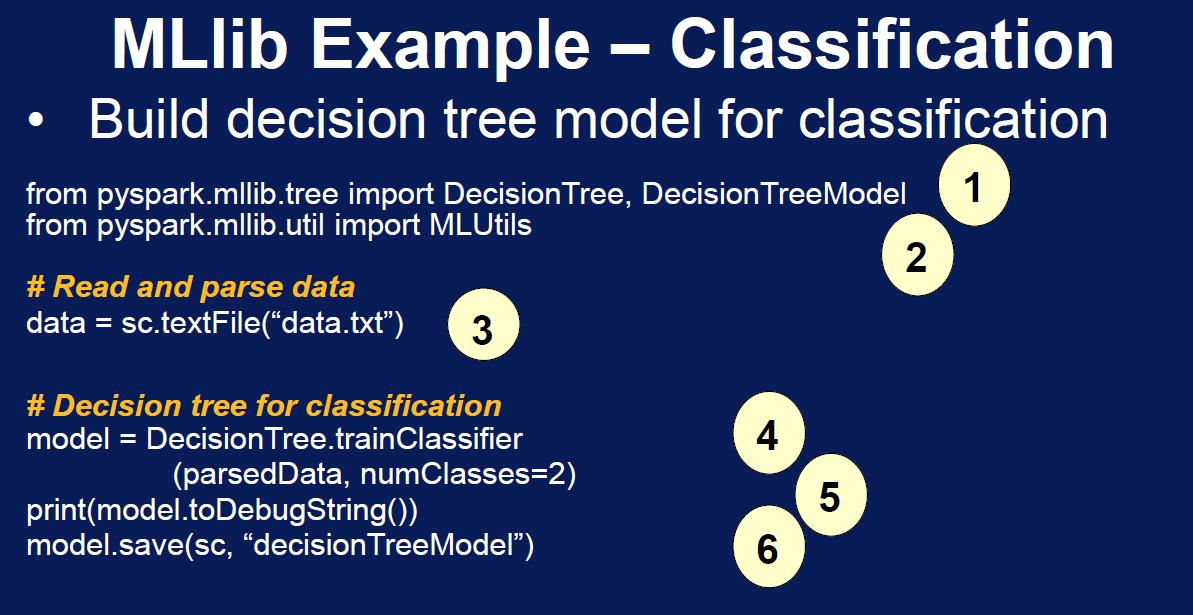 MLlib Example – Classification
• Build decision tree model for classification
from pyspark.mllib.tree import DecisionTree, DecisionTreeModel 1
from pyspark.mllib.util import MLUtils
2
# Read and parse data
data = sc.textFile(“data.txt”) 3
# Decision tree for classification
model = DecisionTree.trainClassifier 4
(parsedData, numClasses=2)
5
print(model.toDebugString())
model.save(sc, “decisionTreeModel”) 6